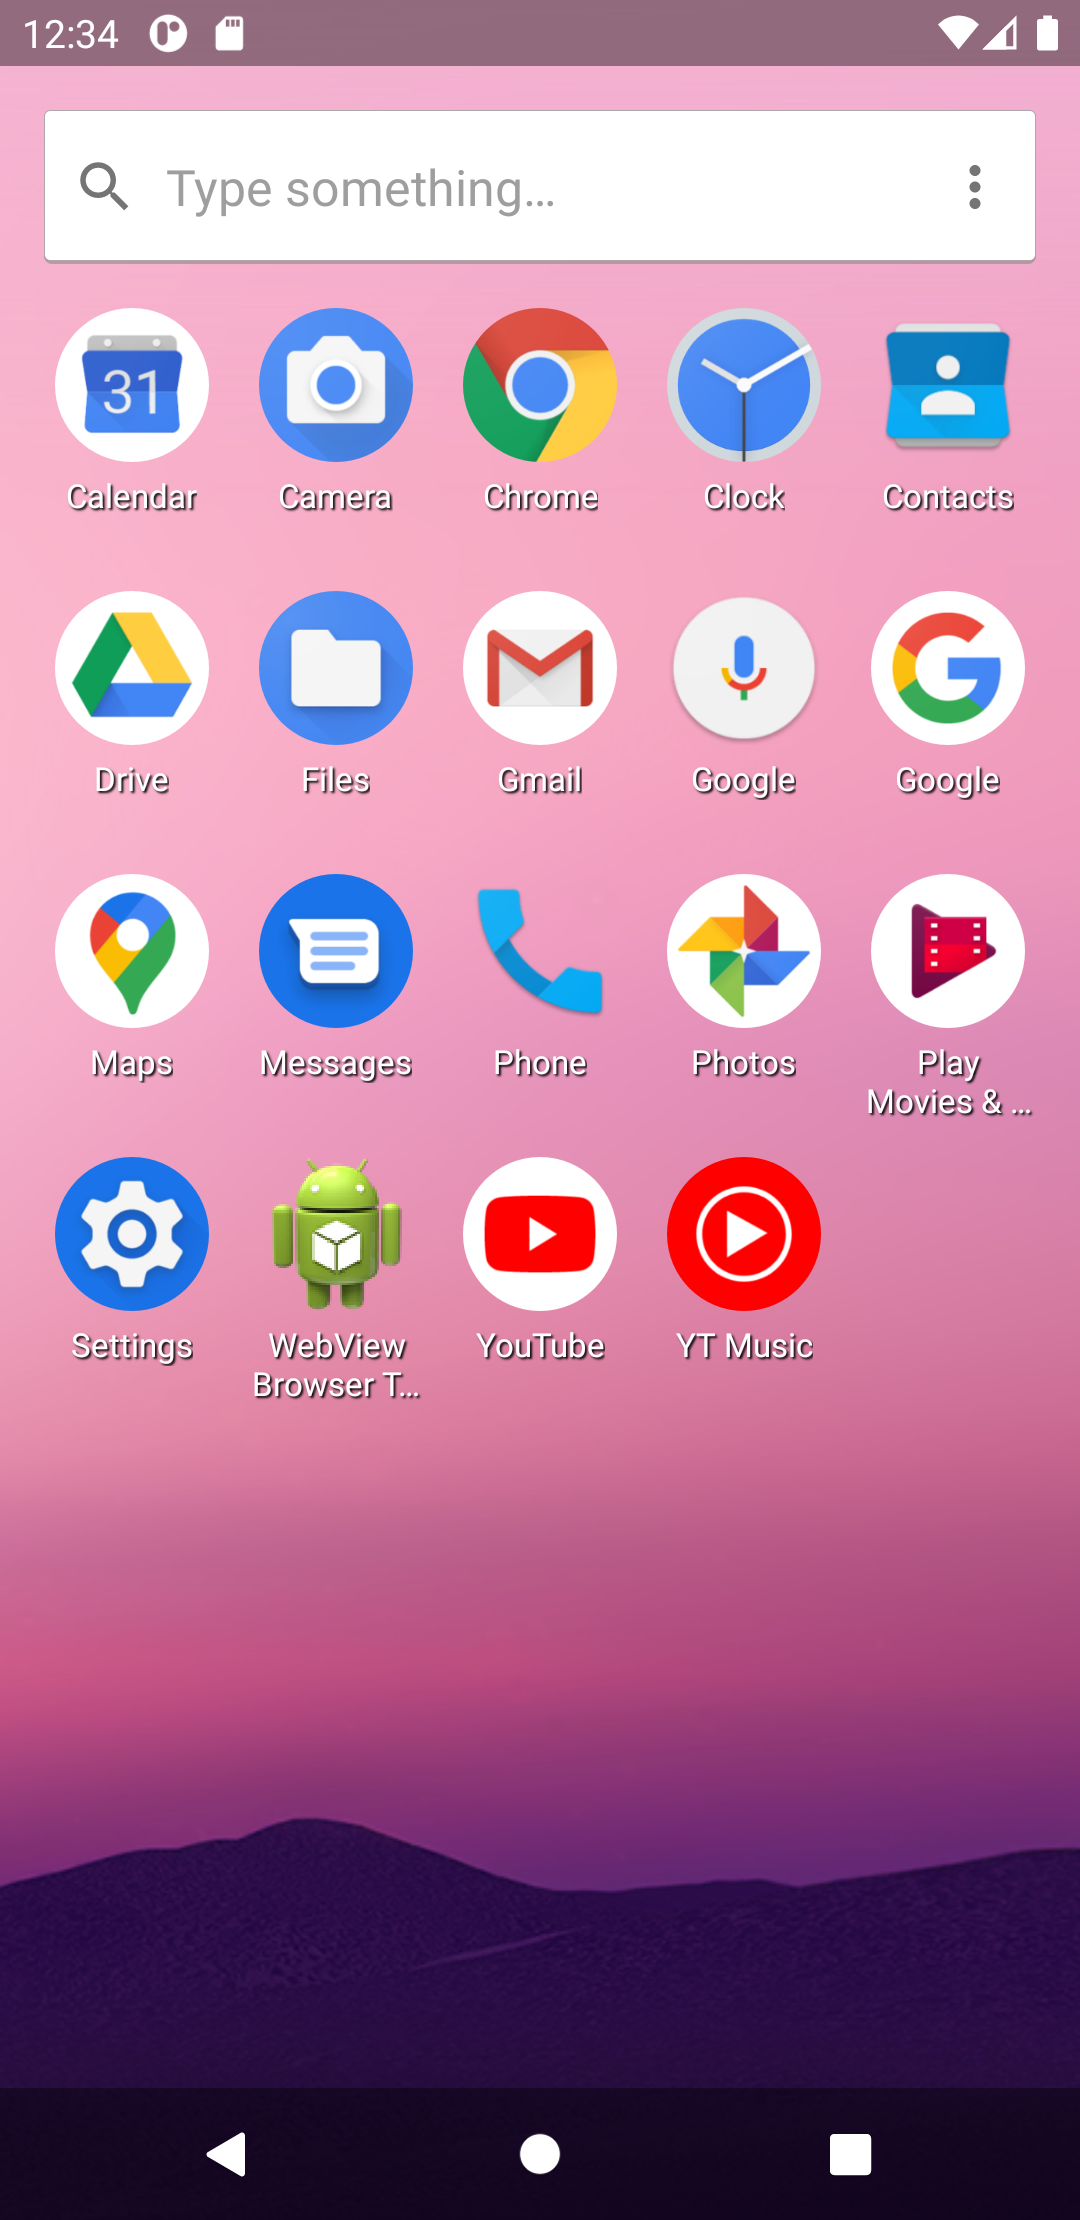 12:34
Type something…
31
Calendar
Camera
Chrome
Clock
Contacts
Drive
Files
Gmail
Google
Google
Maps
Messages
Phone
Photos
Play
Movies & …
Settings
WebView
Browser T…
YouTube
YT Music